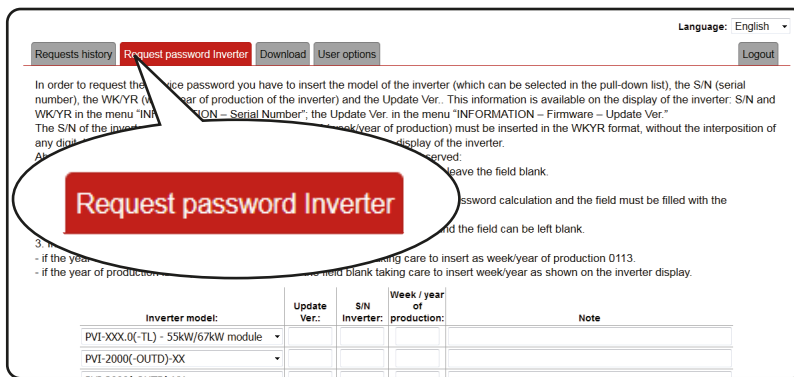 Language: English
Requests history Request password Inverter Download User options Logout
In order to request the vice password you have to insert the model of the inverter (which can be selected in the pull-down list), the S/N (serial
number), the WK/YR (w ar of production of the inverter) and the Update Ver.. This information is available on the display of the inverter: S/N and
WK/YR in the menu "IN ION – Serial Number"; the Update Ver. in the menu "INFORMATION – Firmware – Update Ver."
The S/N of the inver ek/year of production) must be inserted in the WKYR format, without the interposition of
any digit display of the inverter.
served:
leave the field blank.
Request password Inverter
ssword calculation and the field must be filled with the
nd the field can be left blank.
3.
- if the yea king care to insert as week/year of production 0113.
- if the year of production field blank taking care to insert week/year as shown on the inverter display.
Inverter model: Update Ver.: S/N Inverter: Week / year of production: Note
PVI-XXX.0(-TL) - 55kW/67kW module
PVI-2000(-OUTD)-XX